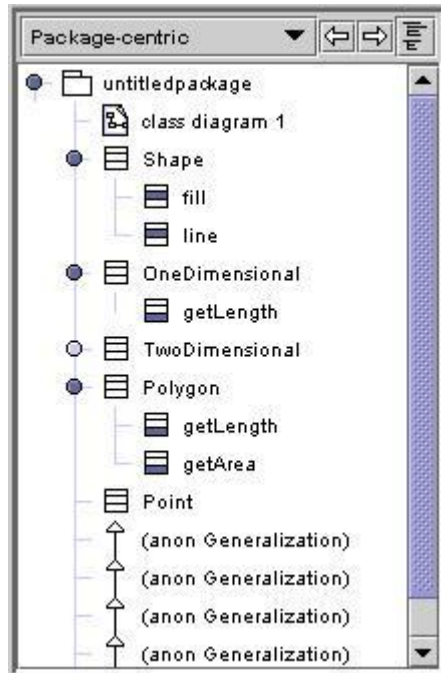 Package-centric
untitledpackage
class diagram 1
Shape
fill
line
OneDimensional
getLength
TwoDimensional
Polygon
getLength
getArea
Point
(anon Generalization)
(anon Generalization)
(anon Generalization)
(anon Generalization)